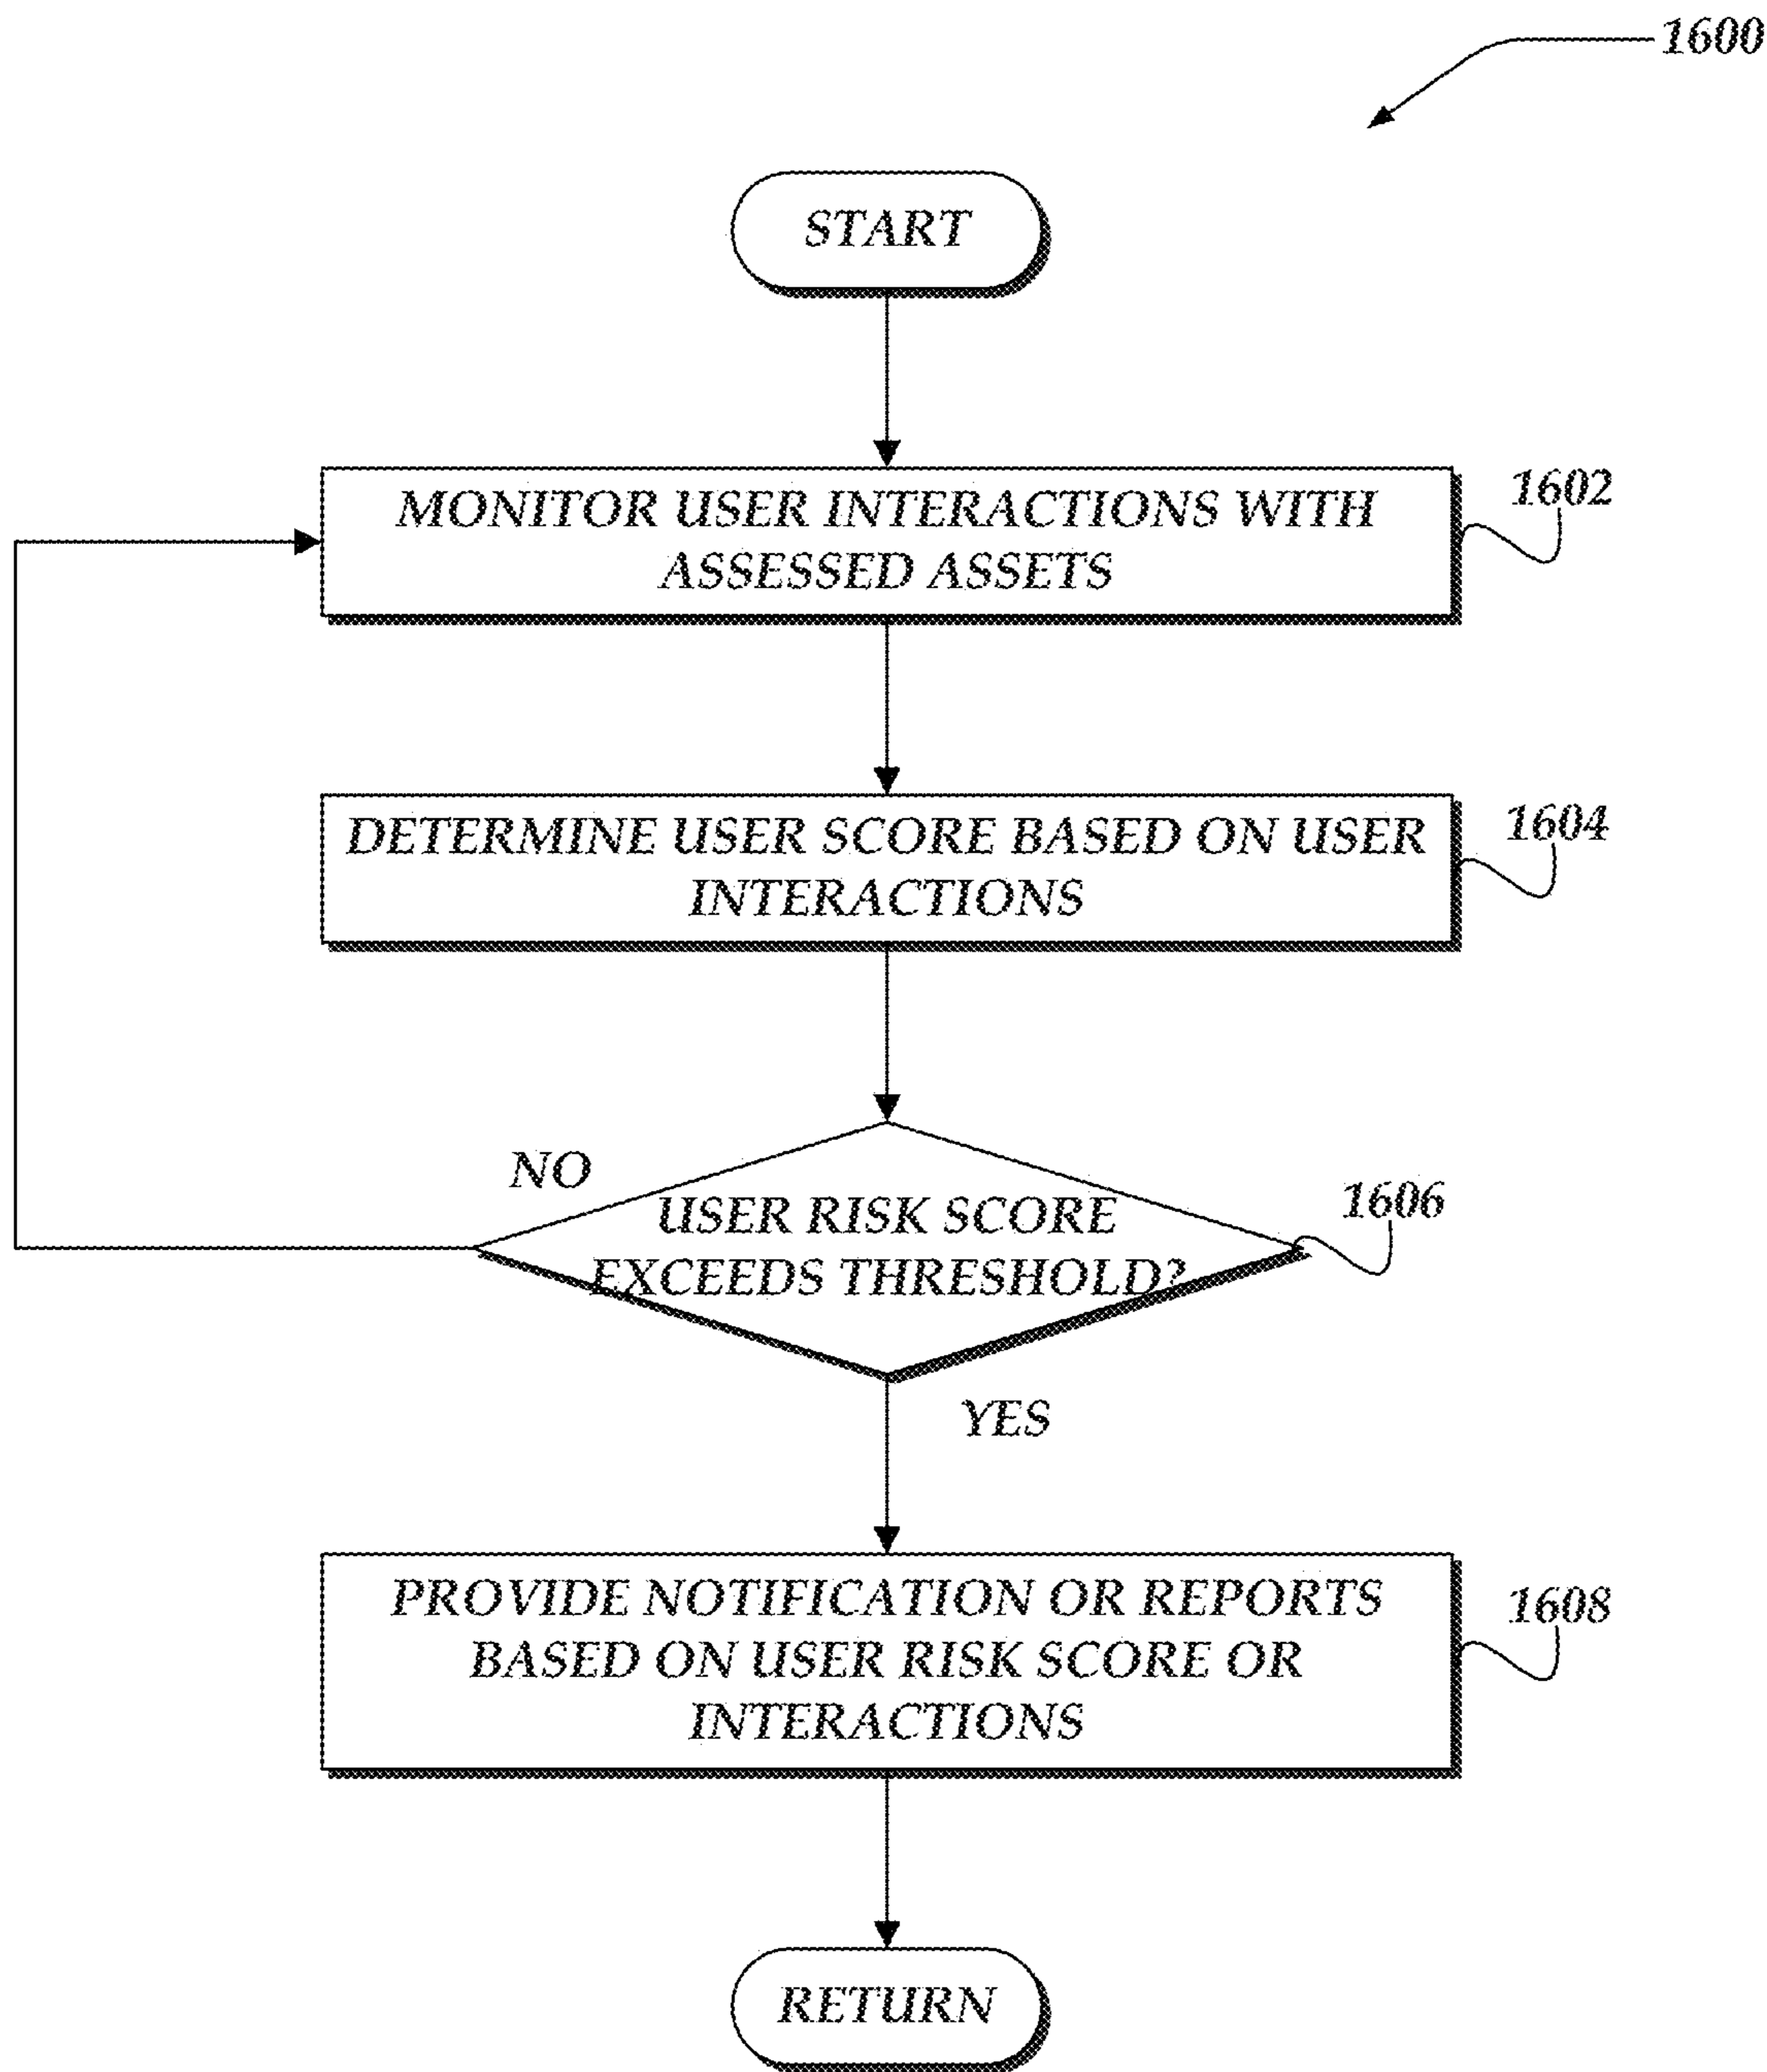 1600
START
MONITOR USER INTERACTIONS WITH
ASSESSED ASSETS
1602
DETERMINE USER SCORE BASED ON USER
INTERACTIONS
1604
NO
USER RISK SCORE
EXCEEDS THRESHOLD?
1606
YES
PROVIDE NOTIFICATION OR REPORTS
BASED ON USER RISK SCORE OR
INTERACTIONS
1608
RETURN